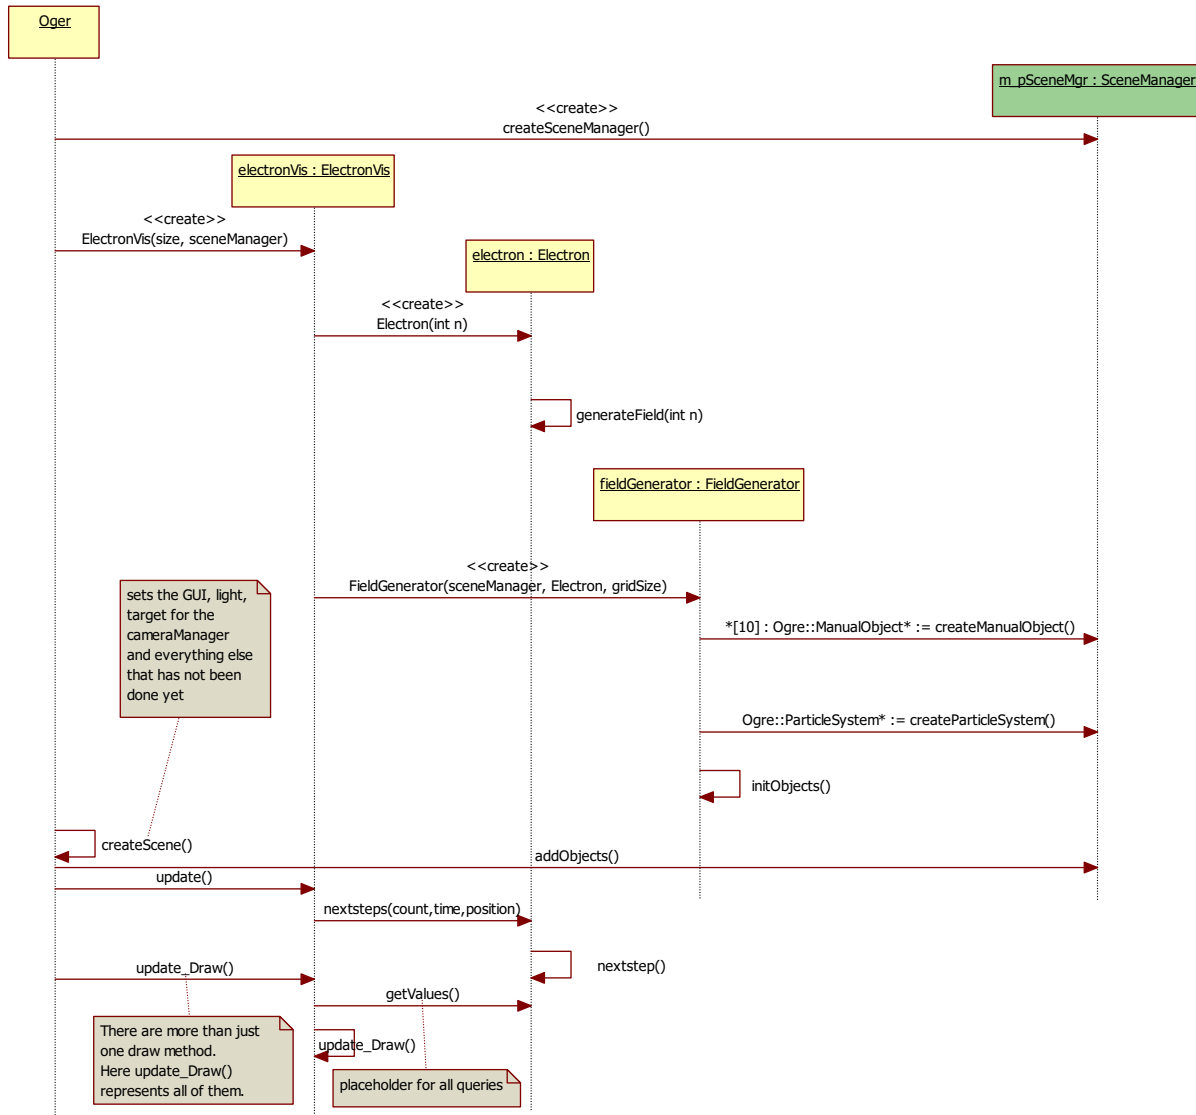 Oger
m_pSceneMgr : SceneManager
<<create>>
createSceneManager()
electronVis : ElectronVis
<<create>>
ElectronVis(size, sceneManager)
electron : Electron
<<create>>
Electron(int n)
generateField(int n)
fieldGenerator : FieldGenerator
<<create>>
FieldGenerator(sceneManager, Electron, gridSize)
sets the GUI, light,
target for the
cameraManager
and everything else
that has not been
done yet
*[10] : Ogre::ManualObject* := createManualObject()
Ogre::ParticleSystem* := createParticleSystem()
initObjects()
createScene()
addObjects()
update()
nextsteps(count,time,position)
nextstep()
update_Draw()
getValues()
There are more than just
one draw method.
Here update_Draw()
represents all of them.
update_Draw()
placeholder for all queries